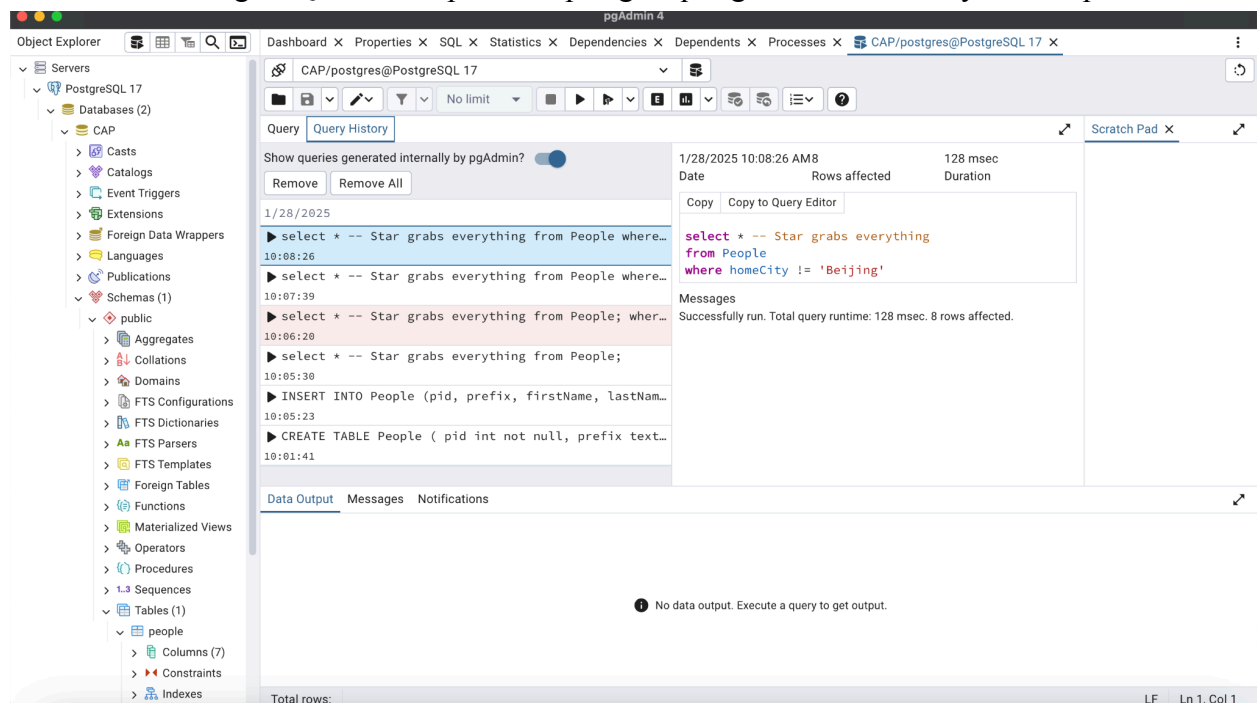 pgAdmin 4
Object Explorer
Dashboard Properties SQL Statistics Dependencies Dependents Processes CAP/postgres@PostgreSQL 17
Servers
PostgreSQL 17
Databases (2)
CAP
Casts
Catalogs
Event Triggers
Extensions
Foreign Data Wrappers
Languages
Publications
Schemas (1)
public
Aggregates
Collations
Domains
FTS Configurations
FTS Dictionaries
Aa FTS Parsers
FTS Templates
Foreign Tables
Functions
Materialized Views
Operators
Procedures
1..3 Sequences
Tables (1)
people
Columns (7)
Constraints
Indexes
CAP/postgres@PostgreSQL 17
No limit
E
Query Query History
Scratch Pad
Show queries generated internally by pgAdmin?
Remove Remove All
1/28/2025
select * -- Star grabs everything from People where…
10:08:26
select * -- Star grabs everything from People where…
10:07:39
select * -- Star grabs everything from People; wher…
10:06:20
select * -- Star grabs everything from People;
10:05:30
INSERT INTO People (pid, prefix, firstName, lastNam…
10:05:23
CREATE TABLE People ( pid int not null, prefix text…
10:01:41
1/28/2025 10:08:26 AM 8 128 msec
Date Rows affected Duration
Copy Copy to Query Editor
select * -- Star grabs everything
from People
where homeCity != 'Beijing'
Messages
Successfully run. Total query runtime: 128 msec. 8 rows affected.
Data Output Messages Notifications
No data output. Execute a query to get output.
Total rows:
LF Ln 1, Col 1